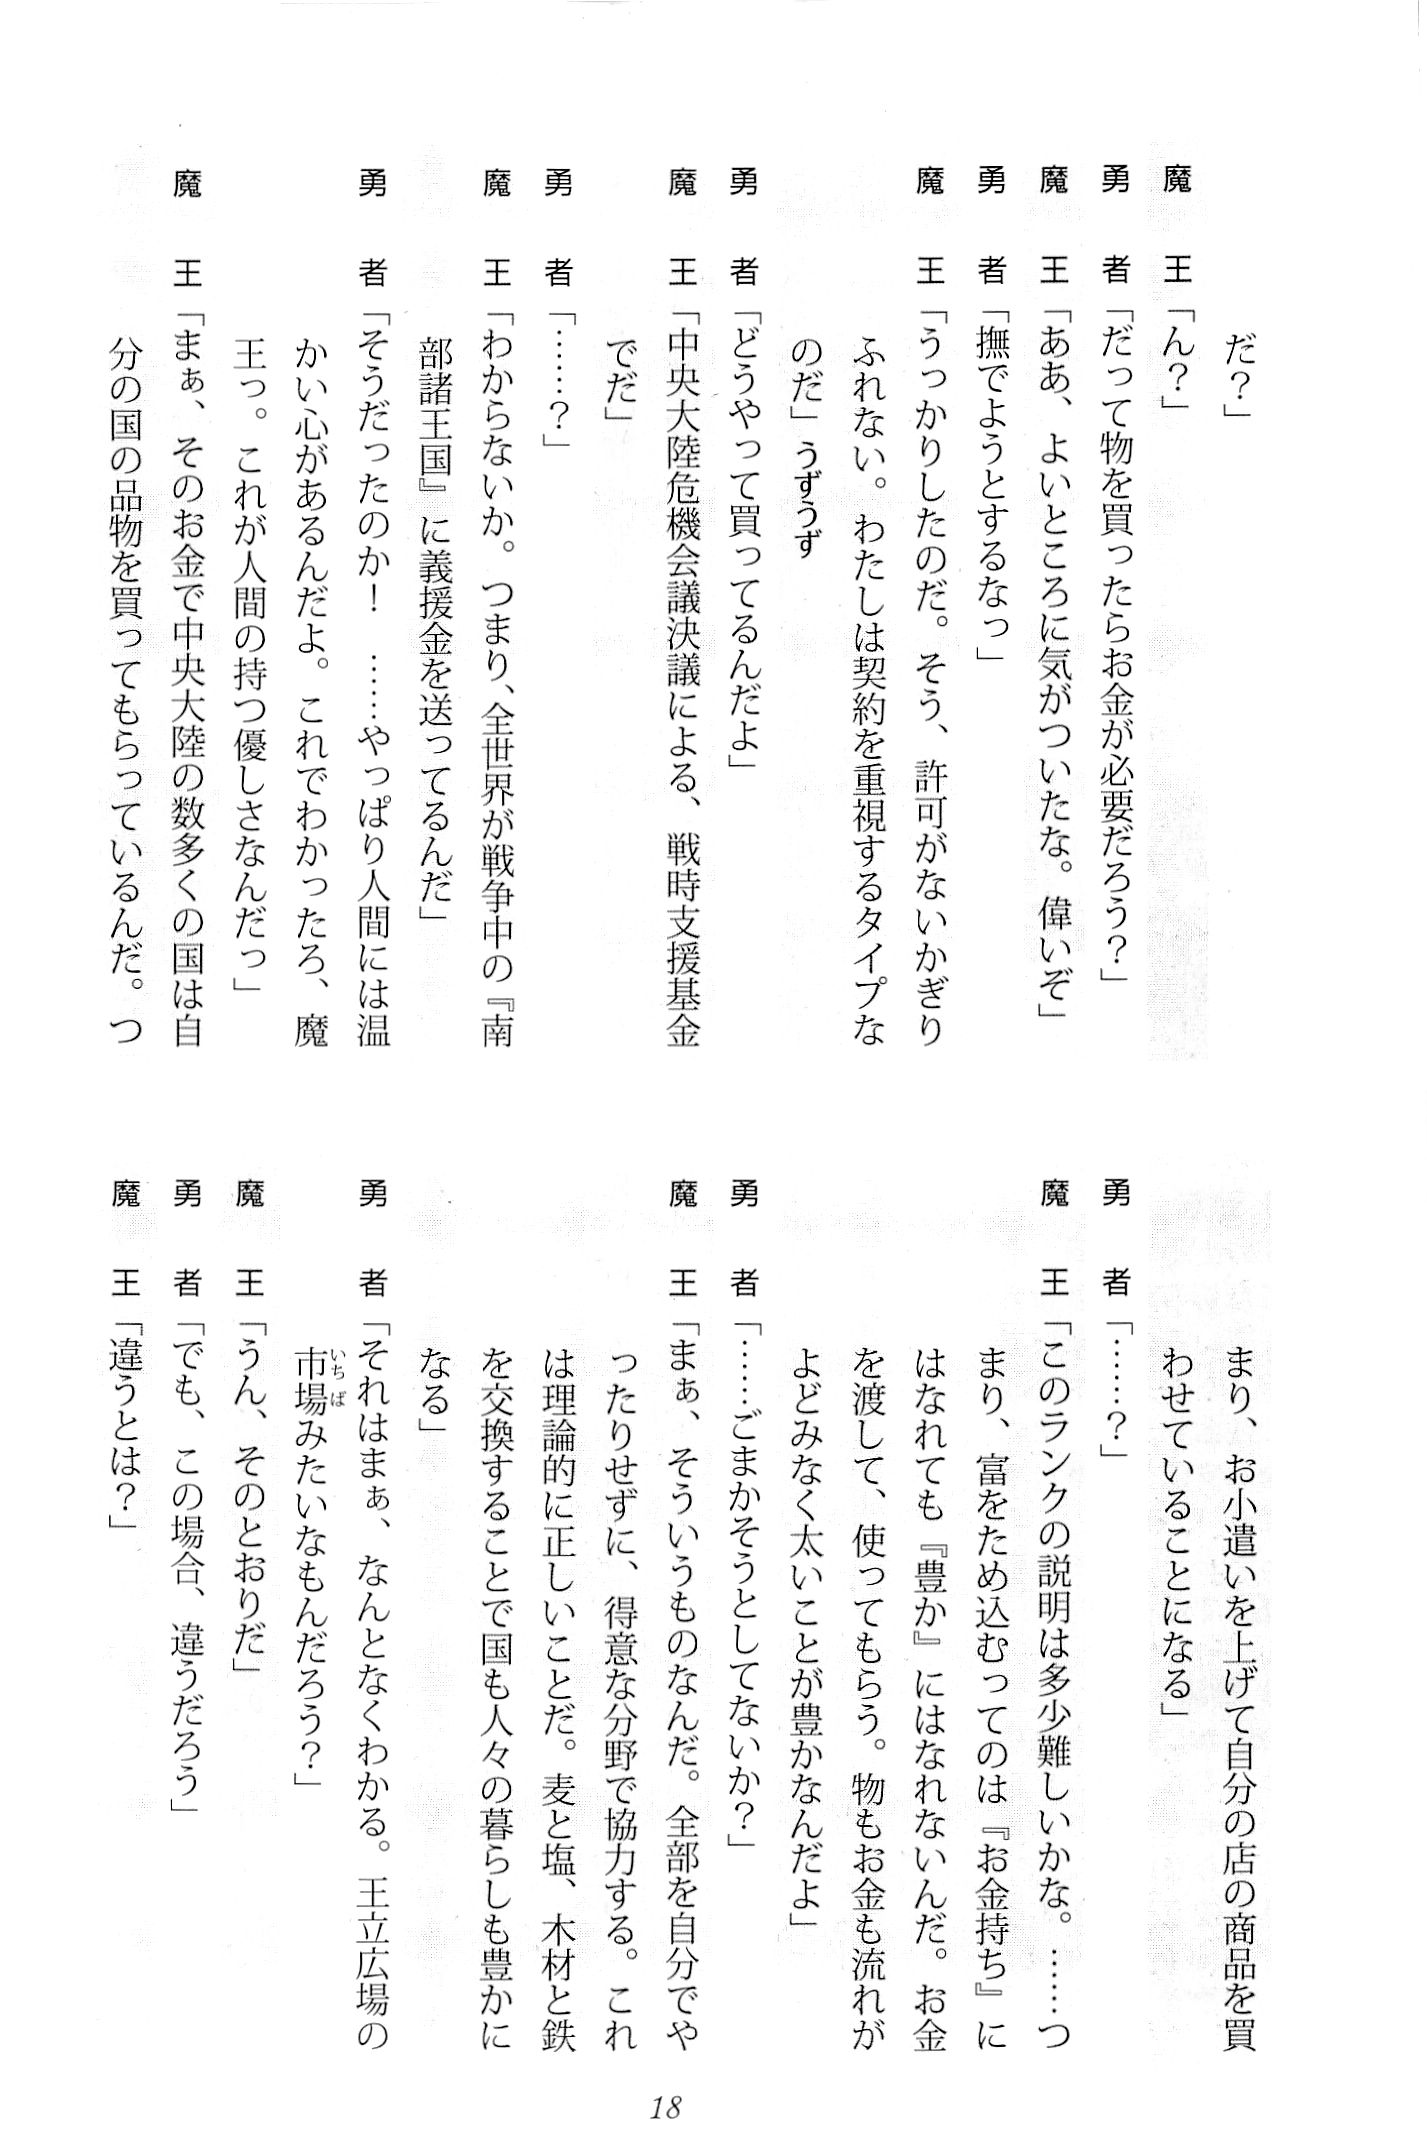 だ？」
魔　王「ん？」
勇　者「だって物を買ったらお金が必要だろう？」
魔　王「ああ、よいところに気がついたな。偉いぞ」
勇　者「撫でようとするなっ」
魔　王「うっかりしたのだ。そう、許可がないかぎり
ふれない。わたしは契約を重視するタイプな
のだ」うずうず
勇　者「どうやって買ってるんだよ」
魔　王「中央大陸危機会議決議による、戦時支援基金
でだ」
勇　者「……？」
魔　王「わからないか。つまり、全世界が戦争中の『南
部諸王国』に義援金を送ってるんだ」
勇　者「そうだったのか！　……やっぱり人間には温
かい心があるんだよ。これでわかったろ、魔
王っ。これが人間の持つ優しさなんだっ」
魔　王「まぁ、そのお金で中央大陸の数多くの国は自
分の国の品物を買ってもらっているんだ。つ
まり、お小遣いを上げて自分の店の商品を買
わせていることになる」
勇　者「……？」
魔　王「このランクの説明は多少難しいかな。……つ
まり、富をため込むってのは『お金持ち』に
はなれても『豊か』にはなれないんだ。お金
を渡して、使ってもらう。物もお金も流れが
よどみなく太いことが豊かなんだよ」
勇　者「……ごまかそうとしてないか？」
魔　王「まぁ、そういうものなんだ。全部を自分でや
ったりせずに、得意な分野で協力する。これ
は理論的に正しいことだ。麦と塩、木材と鉄
を交換することで国も人々の暮らしも豊かに
なる」
勇　者「それはまぁ、なんとなくわかる。王立広場の
市場いちばみたいなもんだろう？」
魔　王「うん、そのとおりだ」
勇　者「でも、この場合、違うだろう」
魔　王「違うとは？」
18